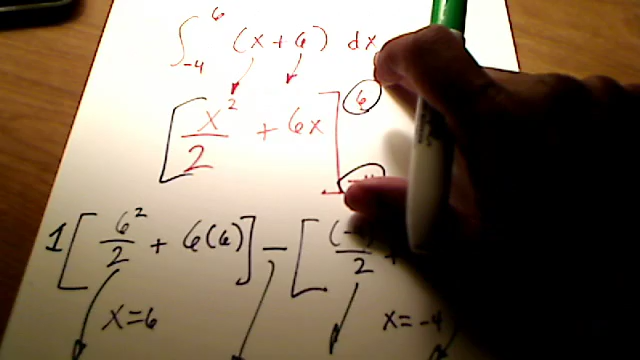 ∫₋₄⁶ (x + 6) dx
[x²/2 + 6x] 6
1[6²/2 + 6(6)] − [(-)/2 +
x=6 x=-4